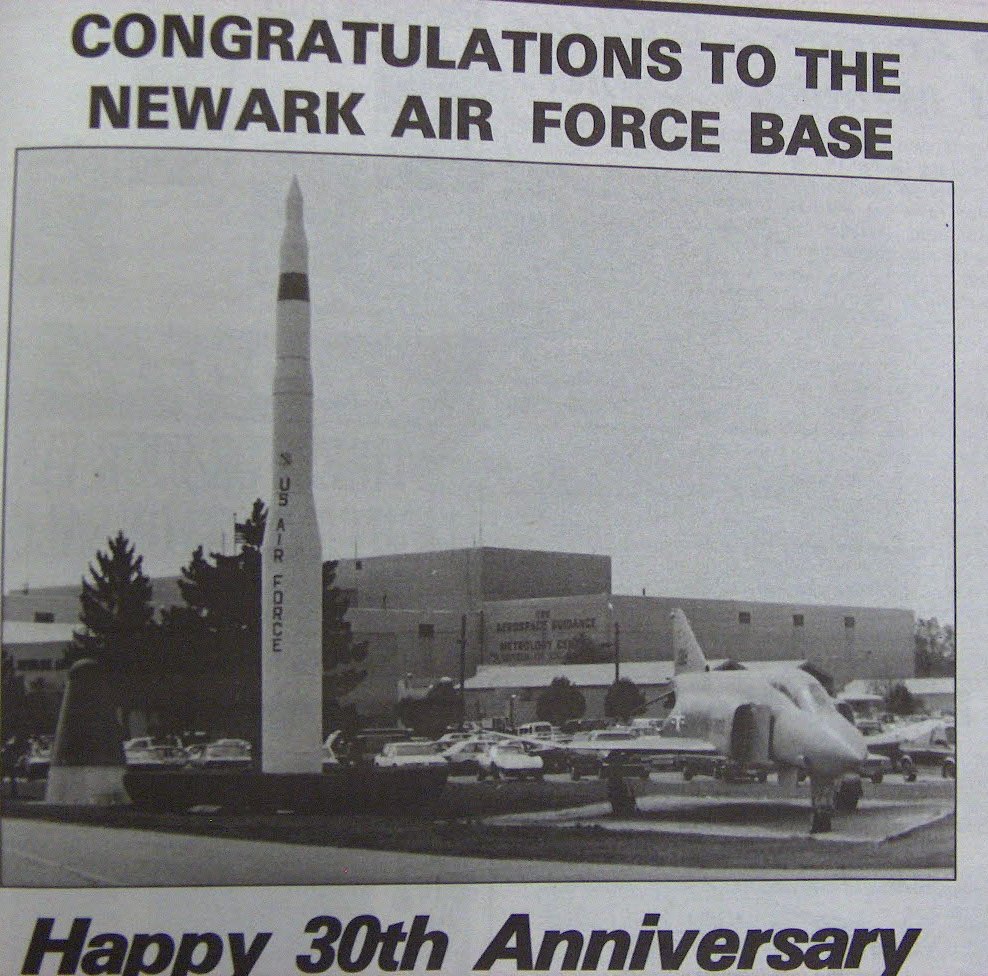 CONGRATULATIONS TO THE
NEWARK AIR FORCE BASE
US AIR FORCE
AEROSPACE GUIDANCE
METROLOGY
Happy 30th Anniversary